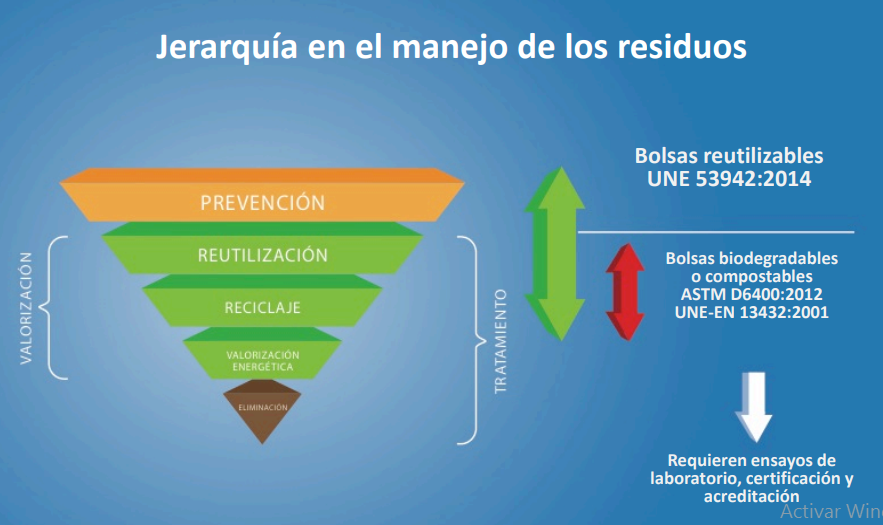 Jerarquía en el manejo de los residuos
PREVENCIÓN
REUTILIZACIÓN
RECICLAJE
VALORIZACIÓN
ENERGÉTICA
ELIMINACIÓN
VALORIZACIÓN
TRATAMIENTO
Bolsas reutilizables
UNE 53942:2014
Bolsas biodegradables
o compostables
ASTM D6400:2012
UNE-EN 13432:2001
Requieren ensayos de
laboratorio, certificación y
acreditación
Activar Win